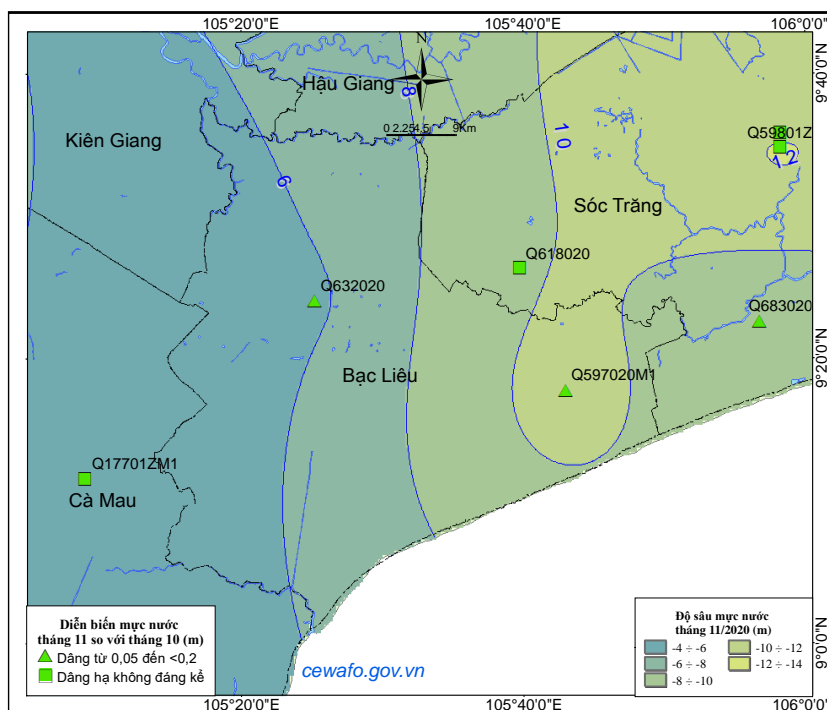 105°20'0"E 105°40'0"E 106°0'0"E
N
9°40'0"N
Hậu Giang
8
0 2.25 4.5 9Km
Kiên Giang
10
Q59801Z
12
6
Sóc Trăng
Q618020
Q632020
Q683020
9°20'0"N
Bạc Liêu
Q597020M1
Q17701ZM1
Cà Mau
Diễn biến mực nước
tháng 11 so với tháng 10 (m)
Dâng từ 0,05 đến <0,2
Dâng hạ không đáng kể
cewafo.gov.vn
Độ sâu mực nước
tháng 11/2020 (m)
-4 ÷ -6 -10 ÷ -12
-6 ÷ -8 -12 ÷ -14
-8 ÷ -10
9°0'0"N
105°20'0"E 105°40'0"E 106°0'0"E